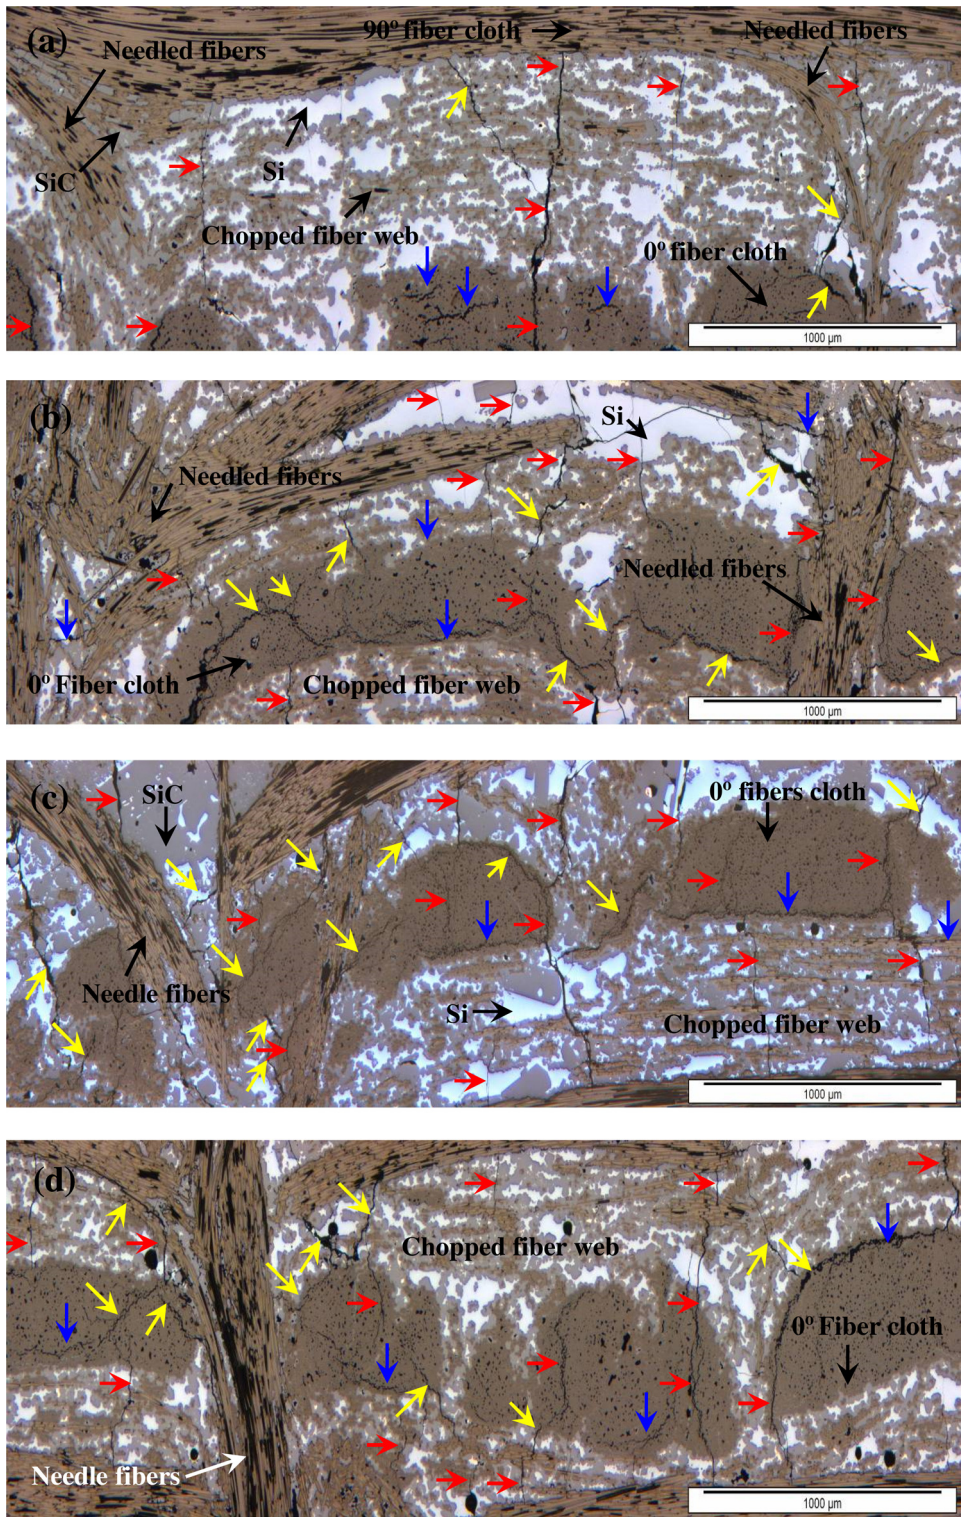 (a)
Needled fibers
90° fiber cloth
Needled fibers
SiC
Si
Chopped fiber web
0° fiber cloth
1000 µm
(b)
Si
Needled fibers
Needled fibers
0° Fiber cloth
Chopped fiber web
1000 µm
(c)
SiC
0° fibers cloth
Needle fibers
Si
Chopped fiber web
1000 µm
(d)
Chopped fiber web
0° Fiber cloth
Needle fibers
1000 µm